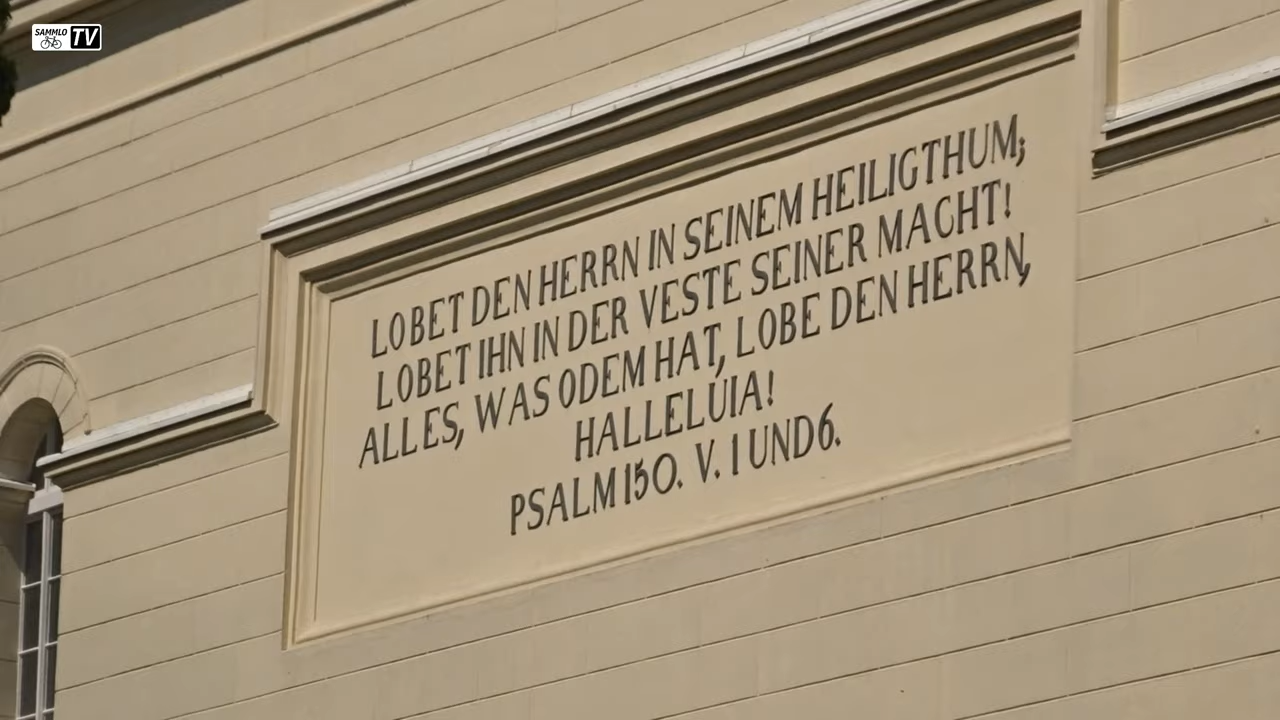 SAMMLO TV
LOBET DEN HERRN IN SEINEM HEILIGTHUM;
LOBET IHN IN DER VESTE SEINER MACHT!
ALLES, WAS ODEM HAT, LOBE DEN HERRN,
HALLELUIA!
PSALM 150. V. 1 UND 6.